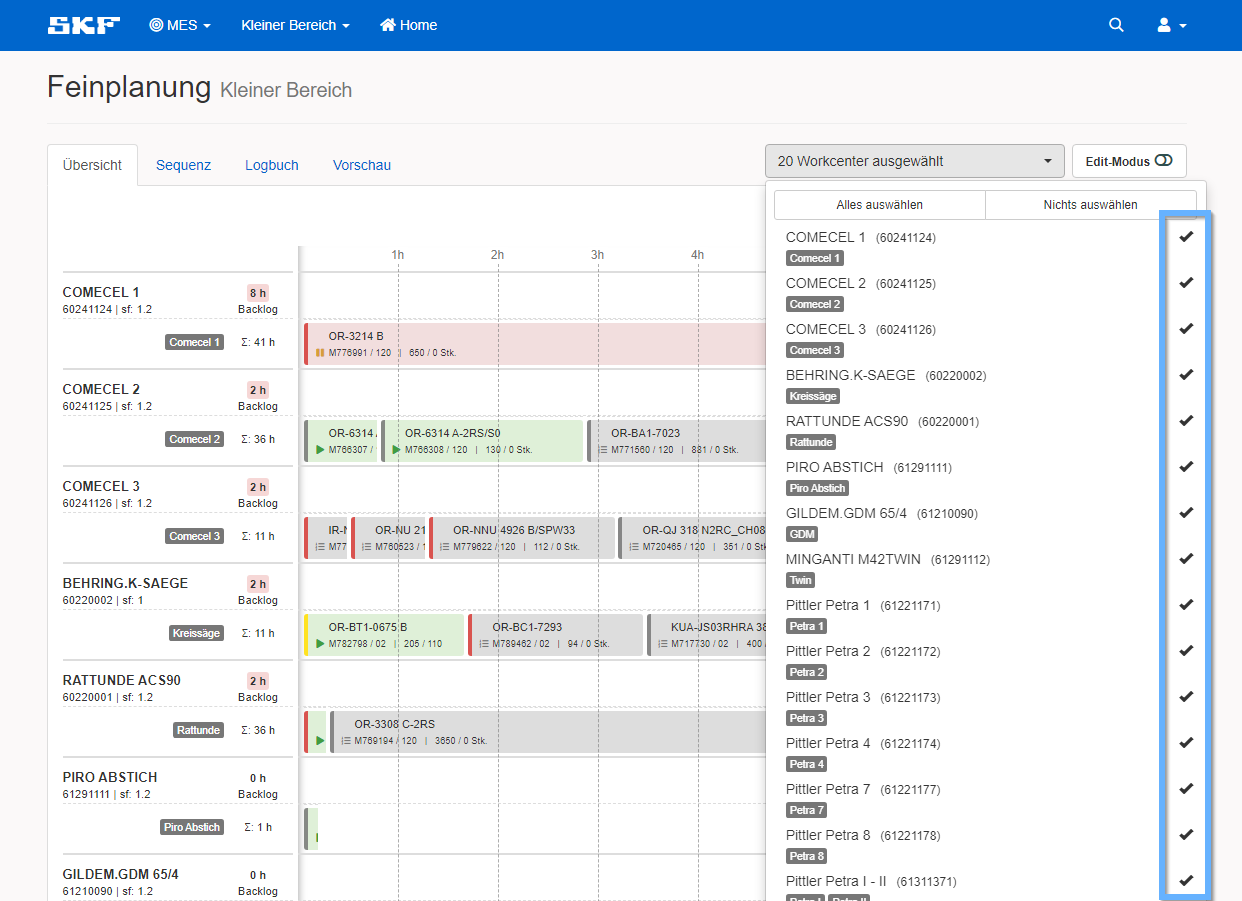 SKF MES Kleiner Bereich Home
Feinplanung Kleiner Bereich
Übersicht Sequenz Logbuch Vorschau
20 Workcenter ausgewählt
Edit-Modus
Alles auswählen Nichts auswählen
1h 2h 3h 4h
COMECEL 1 8 h
60241124 | sf: 1.2 Backlog
Comecel 1 Σ: 41 h
OR-3214 B
M776991 / 120 | 650 / 0 Stk.
COMECEL 2 2 h
60241125 | sf: 1.2 Backlog
Comecel 2 Σ: 36 h
OR-6314 OR-6314 A-2RS/S0 OR-BA1-7023
M766307 / M766308 / 120 | 130 / 0 Stk. M771560 / 120 | 881 / 0 Stk.
COMECEL 3 2 h
60241126 | sf: 1.2 Backlog
Comecel 3 Σ: 11 h
OR-NU 21 OR-NNU 4926 B/SPW33 OR-QJ 318 N2RC_CH08
M77 M760523 / 1 M779622 / 120 | 112 / 0 Stk. M720465 / 120 | 351 / 0 Stk
BEHRING.K-SAEGE 2 h
60220002 | sf: 1 Backlog
Kreissäge Σ: 11 h
OR-BT1-0675 B OR-BC1-7293 KUA-JS03RHRA 38
M782798 / 02 | 205 / 110 M789462 / 02 | 94 / 0 Stk. M717730 / 02 | 400
RATTUNDE ACS90 2 h
60220001 | sf: 1.2 Backlog
Rattunde Σ: 36 h
OR-3308 C-2RS
M769194 / 120 | 3650 / 0 Stk.
PIRO ABSTICH 0 h
61291111 | sf: 1.2 Backlog
Piro Abstich Σ: 1 h
GILDEM.GDM 65/4 0 h
61210090 | sf: 1.2 Backlog
COMECEL 1 (60241124)
Comecel 1
COMECEL 2 (60241125)
Comecel 2
COMECEL 3 (60241126)
Comecel 3
BEHRING.K-SAEGE (60220002)
Kreissäge
RATTUNDE ACS90 (60220001)
Rattunde
PIRO ABSTICH (61291111)
Piro Abstich
GILDEM.GDM 65/4 (61210090)
GDM
MINGANTI M42TWIN (61291112)
Twin
Pittler Petra 1 (61221171)
Petra 1
Pittler Petra 2 (61221172)
Petra 2
Pittler Petra 3 (61221173)
Petra 3
Pittler Petra 4 (61221174)
Petra 4
Pittler Petra 7 (61221177)
Petra 7
Pittler Petra 8 (61221178)
Petra 8
Pittler Petra I - II (61311371)
Petra I Petra II